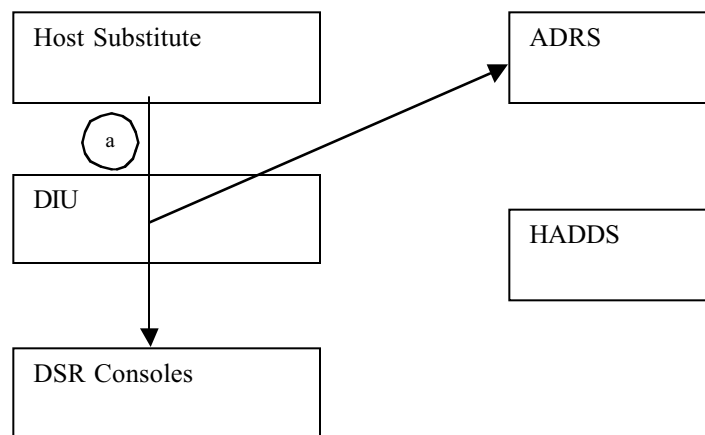 Host Substitute
ADRS
a
DIU
HADDS
DSR Consoles